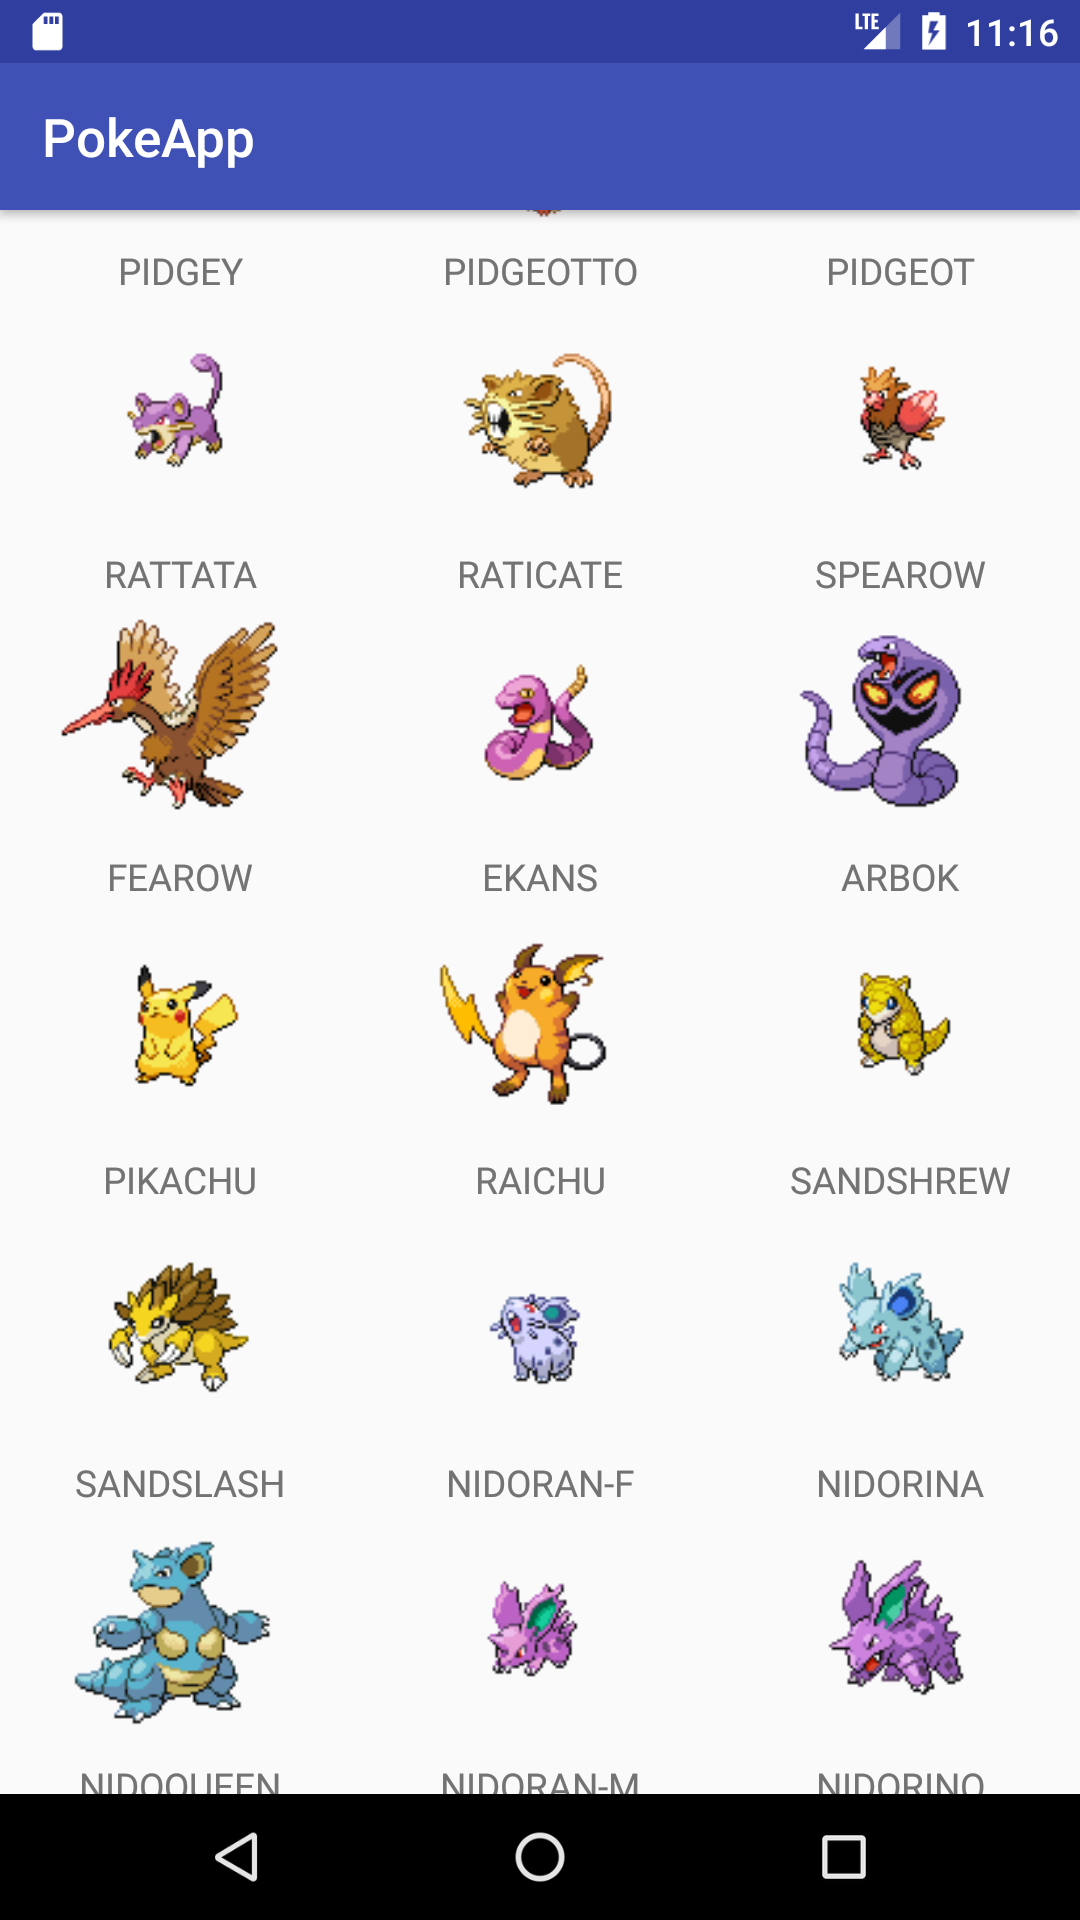 LTE 11:16
PokeApp
PIDGEY PIDGEOTTO PIDGEOT
RATTATA RATICATE SPEAROW
FEAROW EKANS ARBOK
PIKACHU RAICHU SANDSHREW
SANDSLASH NIDORAN-F NIDORINA
NIDOQUEEN NIDORAN-M NIDORINO